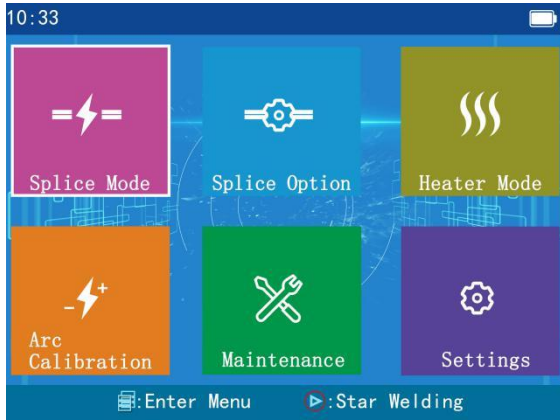 10:33
Splice Mode
Splice Option
Heater Mode
Arc
Calibration
Maintenance
Settings
:Enter Menu :Star Welding